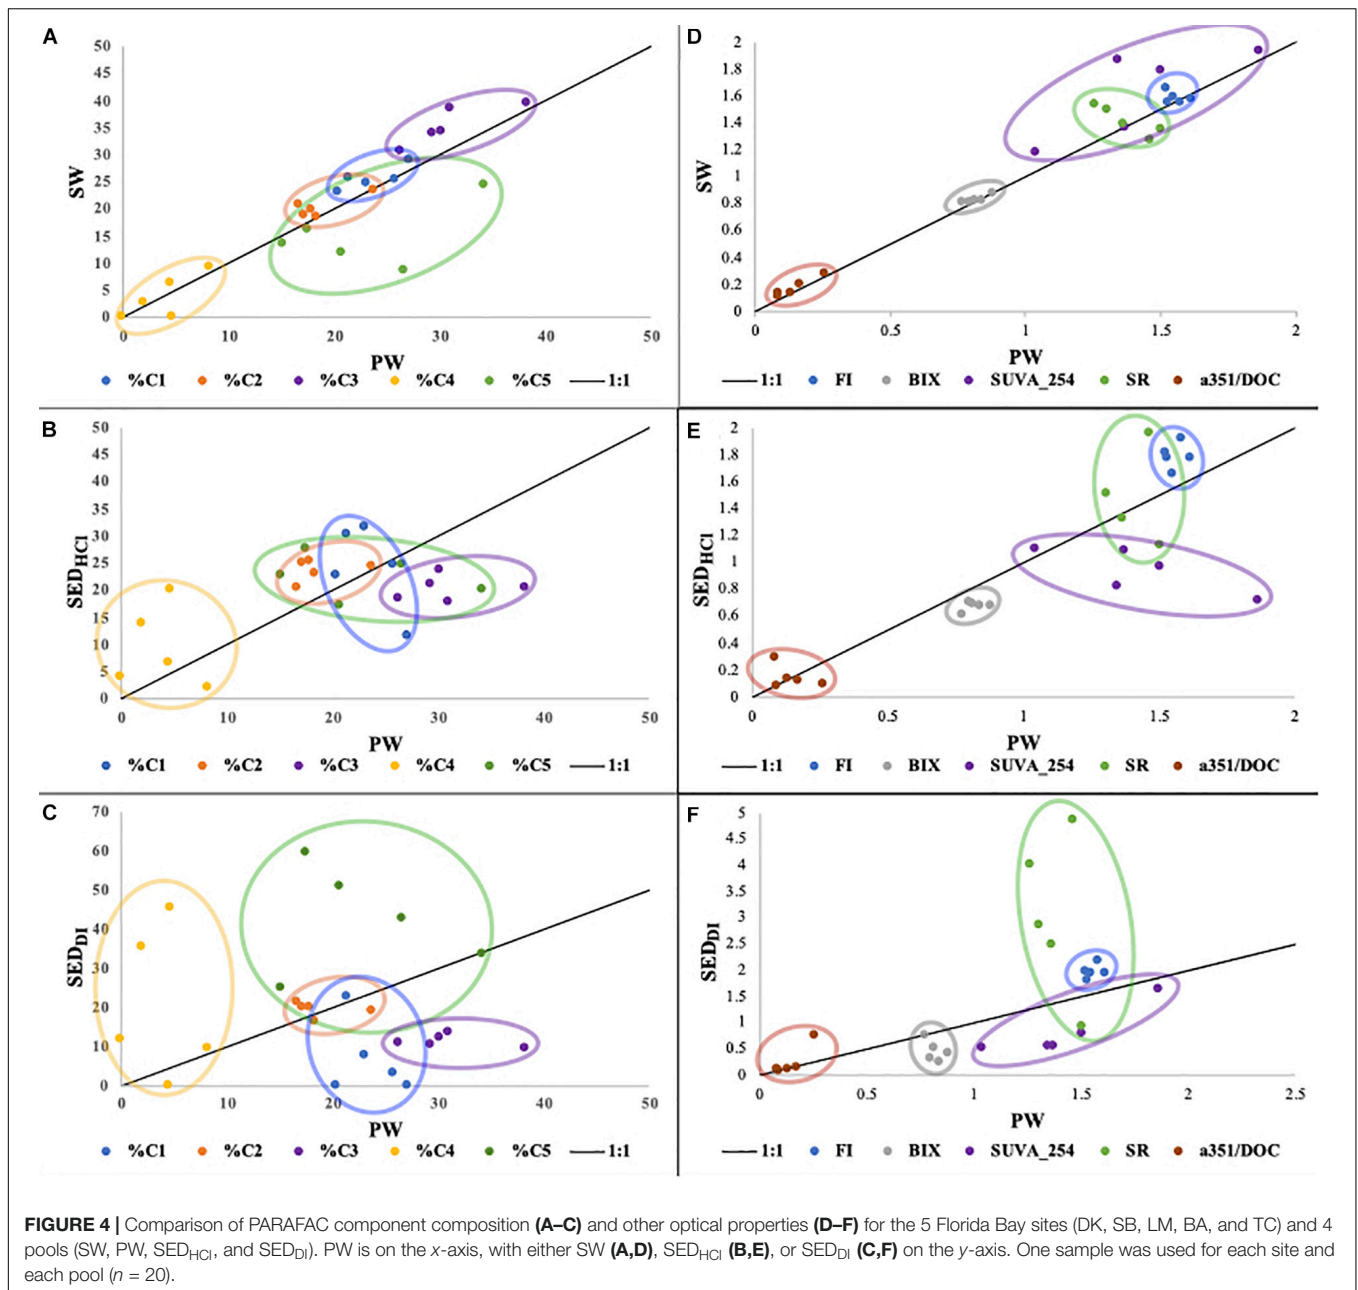 A
50
45
40
35
30
25
20
15
10
5
0
SW
0 10 20 30 40 50
PW
%C1 %C2 %C3 %C4 %C5 1:1
D
2
1.8
1.6
1.4
1.2
1
0.8
0.6
0.4
0.2
0
SW
0 0.5 1 1.5 2
PW
1:1 FI BIX SUVA_254 SR a351/DOC
B
50
45
40
35
30
25
20
15
10
5
0
SEDHCl
0 10 20 30 40 50
PW
%C1 %C2 %C3 %C4 %C5 1:1
E
2
1.8
1.6
1.4
1.2
1
0.8
0.6
0.4
0.2
0
SEDHCl
0 0.5 1 1.5 2
PW
1:1 FI BIX SUVA_254 SR a351/DOC
C
70
60
50
40
30
20
10
0
SEDDI
0 10 20 30 40 50
PW
%C1 %C2 %C3 %C4 %C5 1:1
F
5
4.5
4
3.5
3
2.5
2
1.5
1
0.5
0
SEDDI
0 0.5 1 1.5 2 2.5
PW
1:1 FI BIX SUVA_254 SR a351/DOC
FIGURE 4 | Comparison of PARAFAC component composition (A–C) and other optical properties (D–F) for the 5 Florida Bay sites (DK, SB, LM, BA, and TC) and 4
pools (SW, PW, SEDHCl, and SEDDI). PW is on the x-axis, with either SW (A,D), SEDHCl (B,E), or SEDDI (C,F) on the y-axis. One sample was used for each site and
each pool (n = 20).